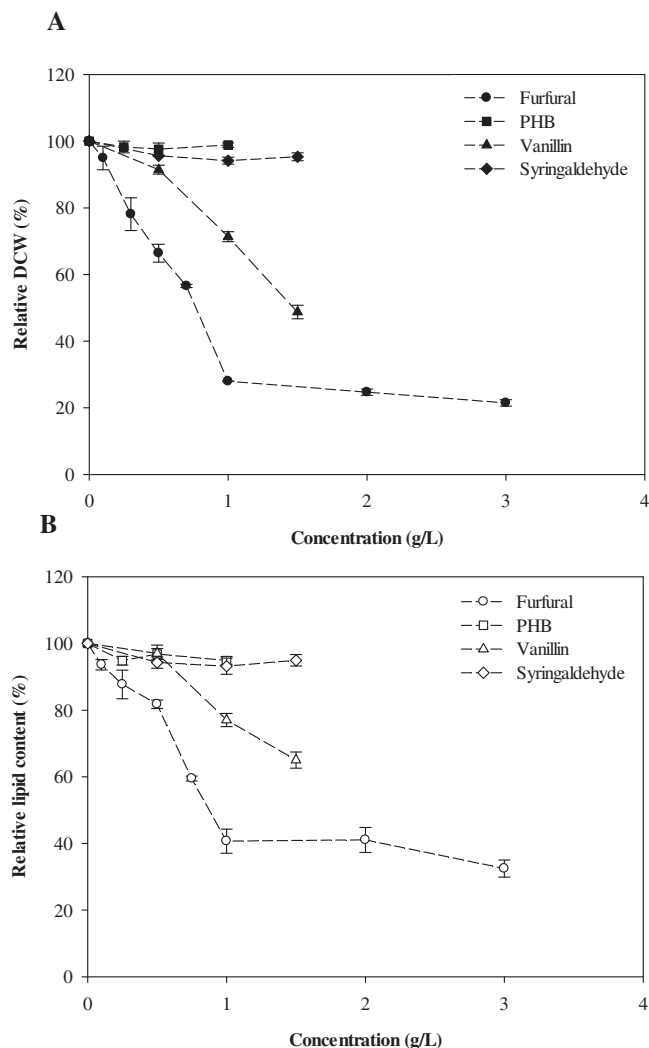 A
120
100
80
60
40
20
0
Relative DCW (%)
Furfural
PHB
Vanillin
Syringaldehyde
0 1 2 3 4
Concentration (g/L)
B
120
100
80
60
40
20
0
Relative lipid content (%)
Furfural
PHB
Vanillin
Syringaldehyde
0 1 2 3 4
Concentration (g/L)